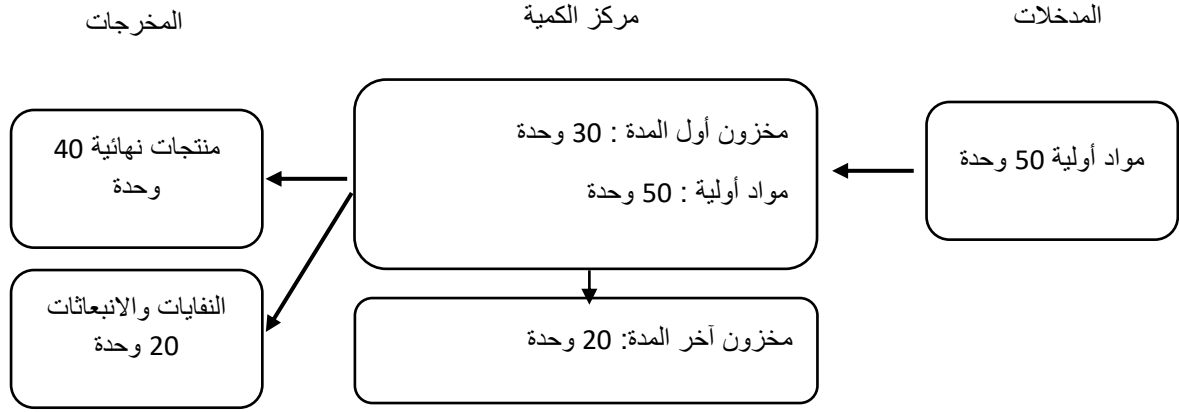 المدخلات
مركز الكمية
المخرجات
مواد أولية 50 وحدة
مخزون أول المدة : 30 وحدة
مواد أولية : 50 وحدة
مخزون آخر المدة: 20 وحدة
منتجات نهائية 40
وحدة
النفايات والانبعاثات
20 وحدة